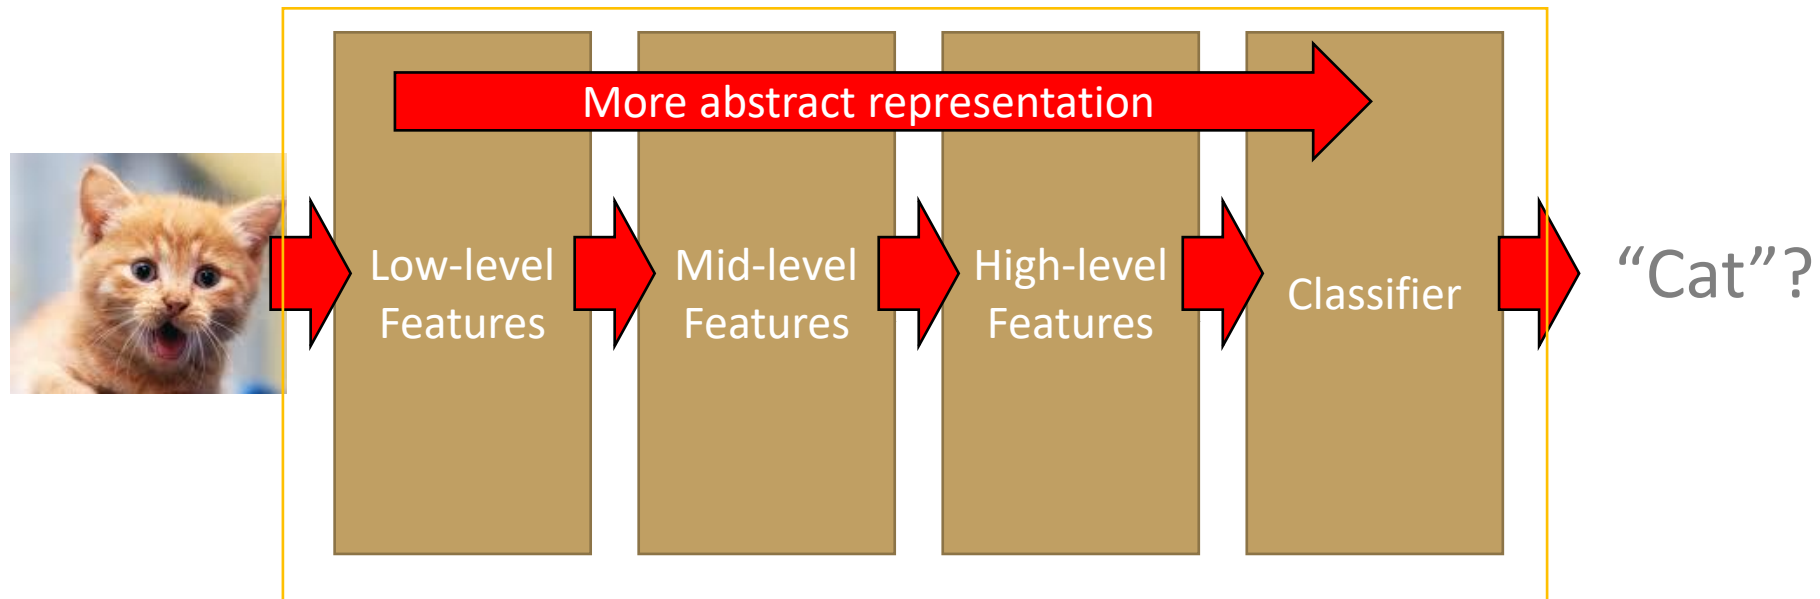 More abstract representation
Low-level
Features
Mid-level
Features
High-level
Features
Classifier
“Cat”?